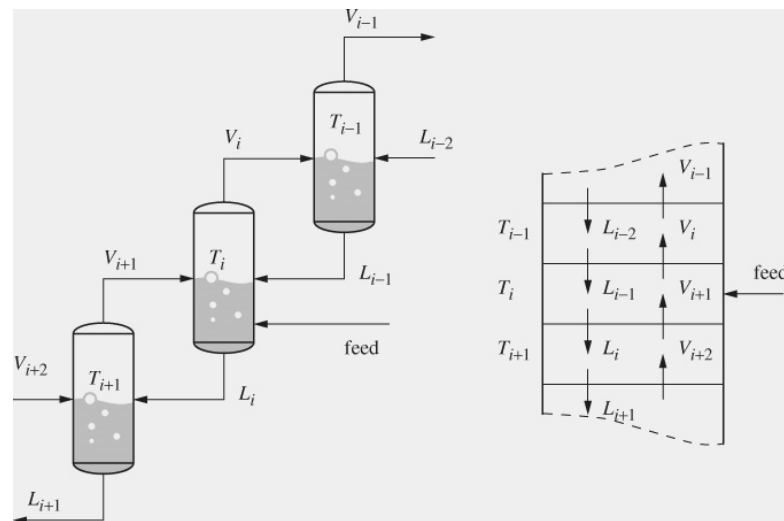 V_{i-1}
T_{i-1}
V_i
L_{i-2}
T_i
V_{i+1}
L_{i-1}
feed
V_{i+2}
T_{i+1}
L_i
L_{i+1}
V_{i-1}
T_{i-1}
L_{i-2}
V_i
feed
T_i
L_{i-1}
V_{i+1}
T_{i+1}
L_i
V_{i+2}
L_{i+1}